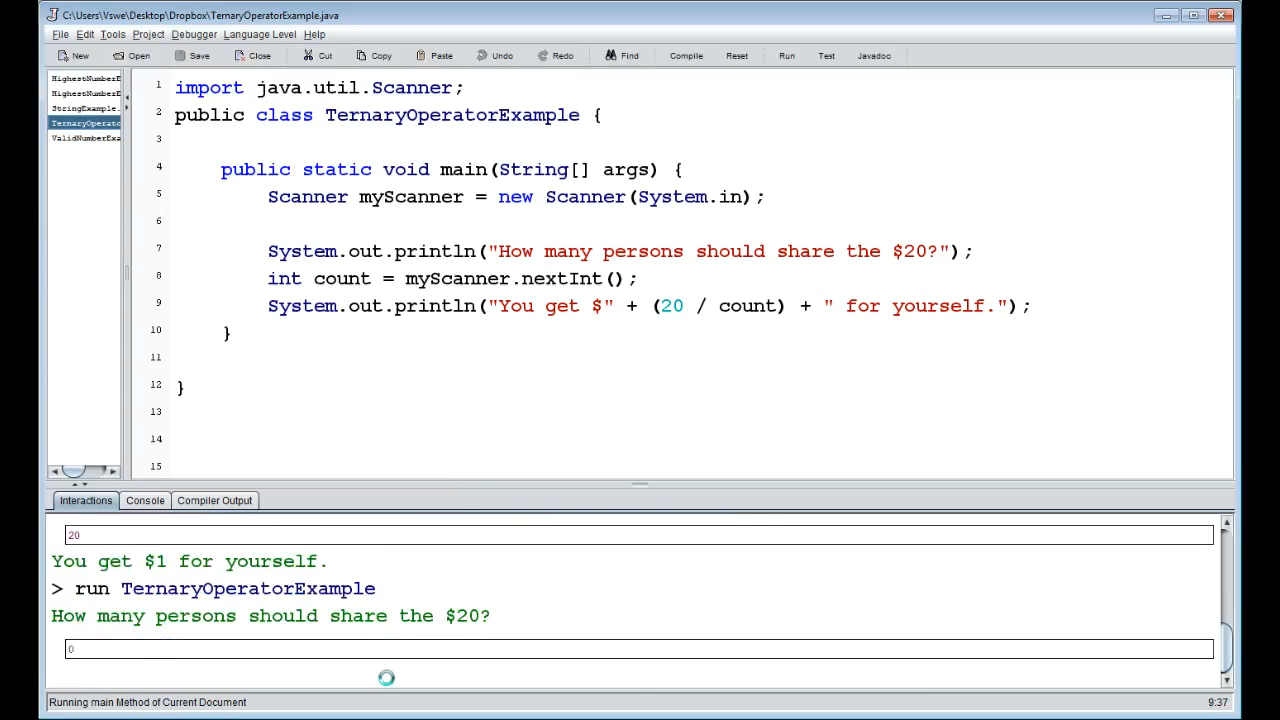 C:\Users\Vswe\Desktop\Dropbox\TernaryOperatorExample.java
File Edit Tools Project Debugger Language Level Help
New Open Save Close Cut Copy Paste Undo Redo Find Compile Reset Run Test Javadoc
HighestNumberE
HighestNumberE
StringExample.
TernaryOperato
ValidNumberExa
1 import java.util.Scanner;
2 public class TernaryOperatorExample {
3
4 public static void main(String[] args) {
5 Scanner myScanner = new Scanner(System.in);
6
7 System.out.println("How many persons should share the $20?");
8 int count = myScanner.nextInt();
9 System.out.println("You get $" + (20 / count) + " for yourself.");
10 }
11
12 }
13
14
15
Interactions Console Compiler Output
20
You get $1 for yourself.
> run TernaryOperatorExample
How many persons should share the $20?
0
Running main Method of Current Document 9:37